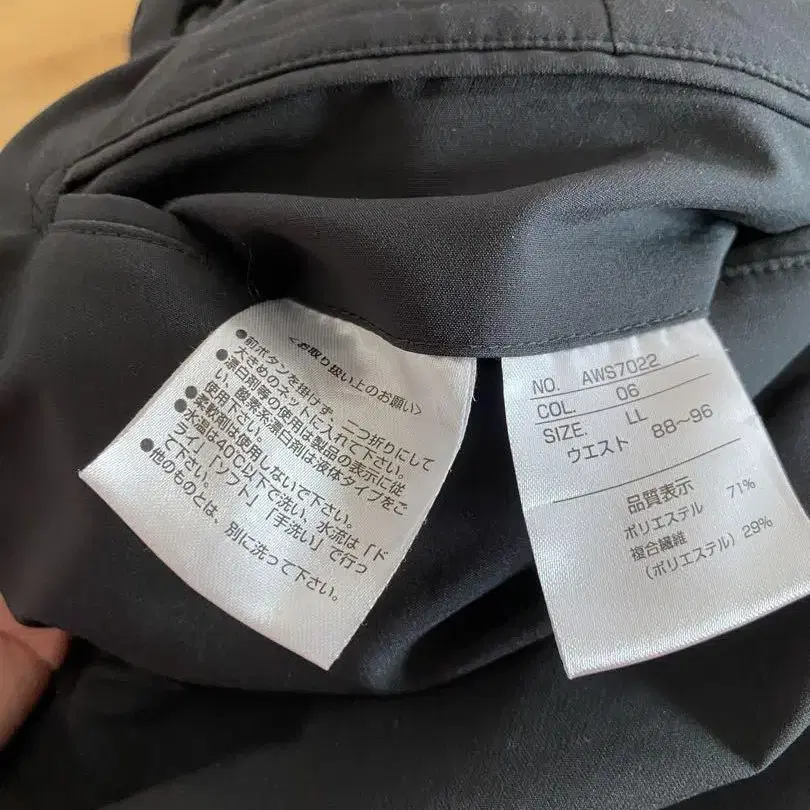 <お取り扱い上のお願い>
●前ボタンを掛けず、二つ折りにして
大きめのネットに入れて下さい。
●漂白剤等の使用は製品の表示に従
い、酸素系漂白剤は液体タイプをご
使用下さい。
●柔軟剤は使用しないで下さい。
●水温は40℃以下で洗い、水流は「ド
ライ」「ソフト」「手洗い」で行っ
て下さい。
●他のものとは、別に洗って下さい。
NO. AWS7022
COL. 06
SIZE. LL
ウエスト 88〜96
品質表示
ポリエステル 71%
複合繊維
(ポリエステル) 29%